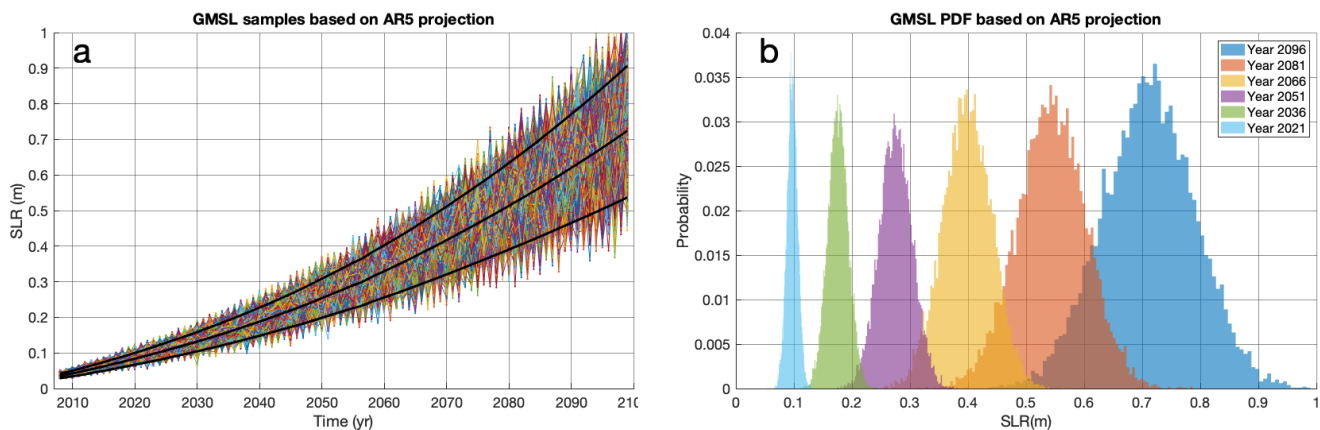 GMSL samples based on AR5 projection
a
SLR (m)
1
0.9
0.8
0.7
0.6
0.5
0.4
0.3
0.2
0.1
0
2010 2020 2030 2040 2050 2060 2070 2080 2090 210
Time (yr)
GMSL PDF based on AR5 projection
b
Probability
0.04
0.035
0.03
0.025
0.02
0.015
0.01
0.005
0
Year 2096
Year 2081
Year 2066
Year 2051
Year 2036
Year 2021
0 0.1 0.2 0.3 0.4 0.5 0.6 0.7 0.8 0.9 1
SLR(m)